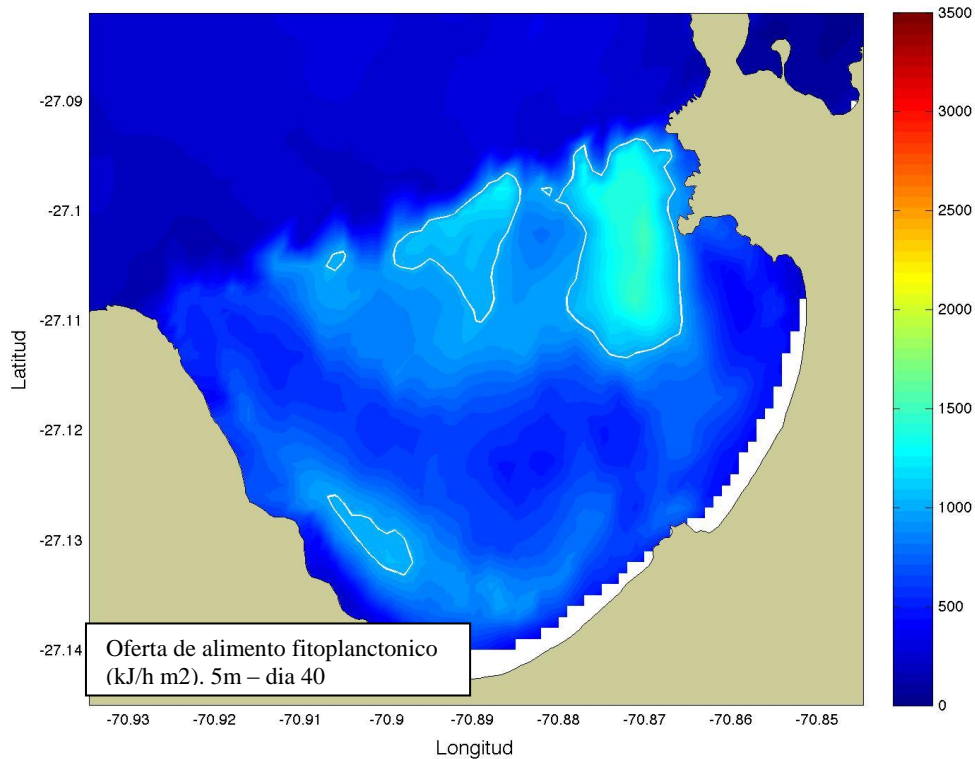 3500
3000
2500
2000
1500
1000
500
0
-27.09
-27.1
-27.11
-27.12
-27.13
-27.14
Latitud
Oferta de alimento fitoplanctonico
(kJ/h m2). 5m – dia 40
-70.93 -70.92 -70.91 -70.9 -70.89 -70.88 -70.87 -70.86 -70.85
Longitud